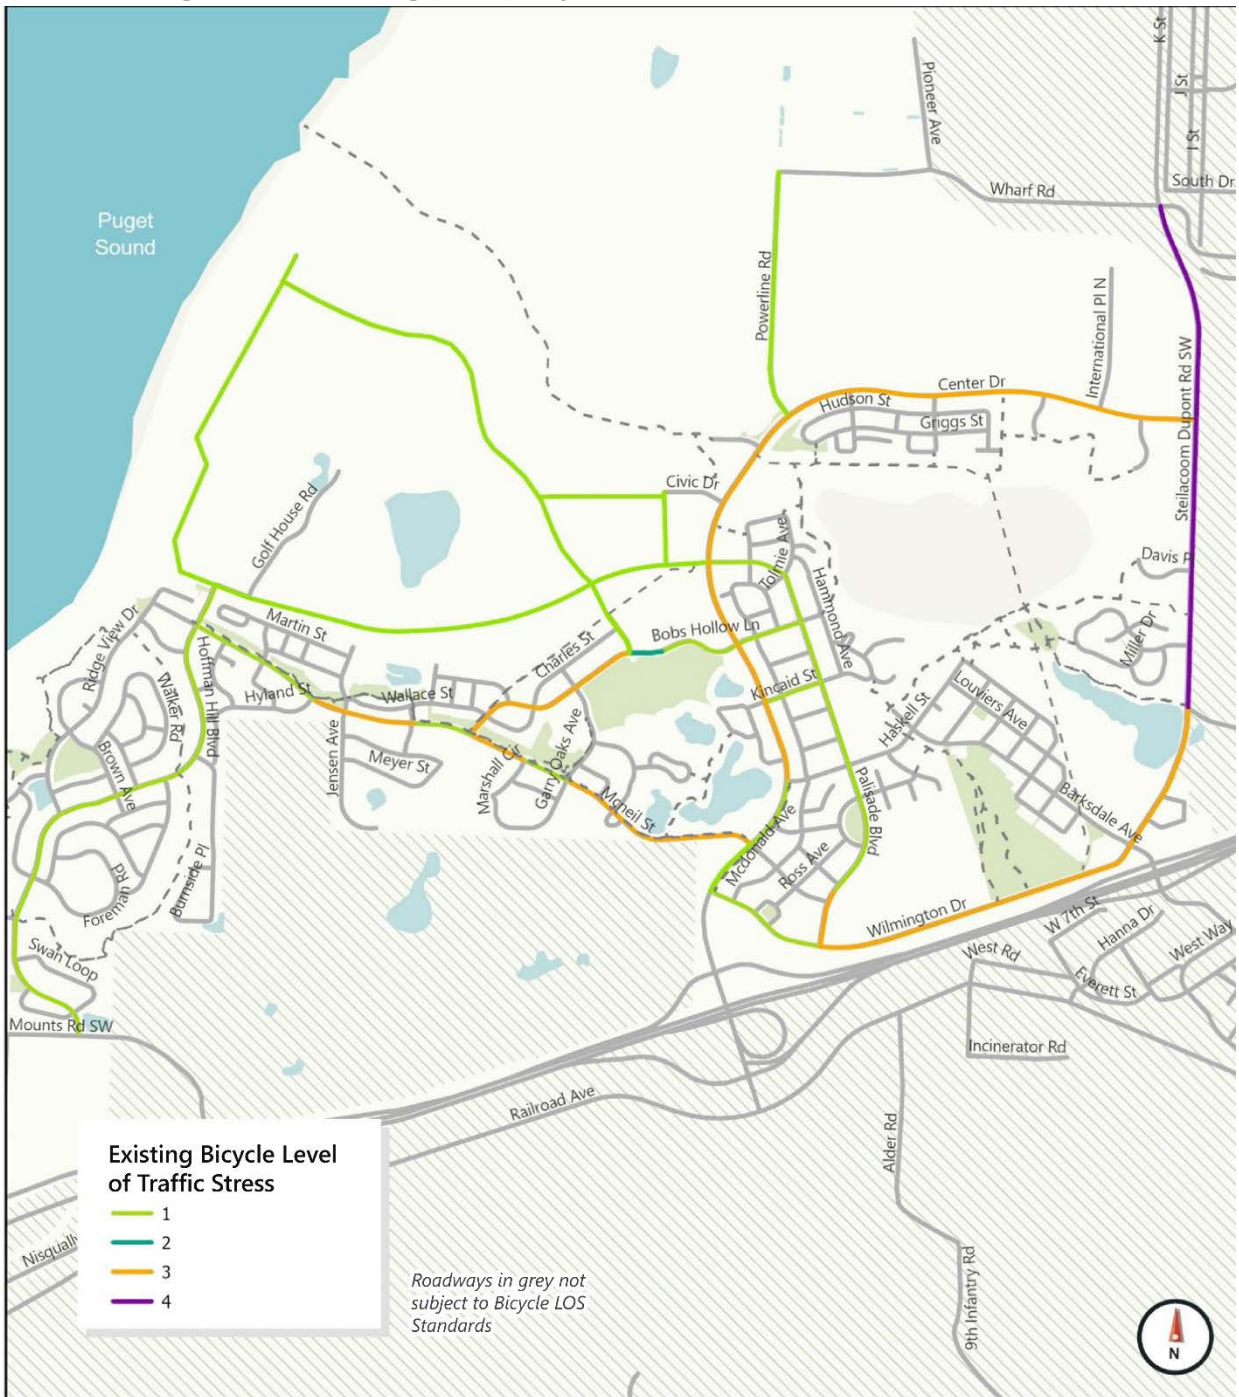 K St
J St
I St
Pioneer Ave
South Dr
Wharf Rd
Puget
Sound
Powerline Rd
International Pl N
Steilacoom Dupont Rd SW
Center Dr
Hudson St
Griggs St
Civic Dr
Golf House Rd
Tolmie Ave
Davis Pl
Hammond Ave
Ridge View Dr
Martin St
Charles St
Bobs Hollow Ln
Miller Dr
Hoffman Hill Blvd
Walker Rd
Hyland St
Wallace St
Kincaid St
Louviers Ave
Haskell St
Brown Ave
Jensen Ave
Meyer St
Marshall Cir
Garry Oaks Ave
Mcneil St
Mcdonald Ave
Palisade Blvd
Barksdale Ave
Ross Ave
Burnside Pl
Foreman Rd
Wilmington Dr
W 7th St
Hanna Dr
West Way
Swan Loop
West Rd
Everett St
Mounts Rd SW
Incinerator Rd
Railroad Ave
Alder Rd
Existing Bicycle Level
of Traffic Stress
1
2
3
4
Nisqually
Roadways in grey not
subject to Bicycle LOS
Standards
9th Infantry Rd
N